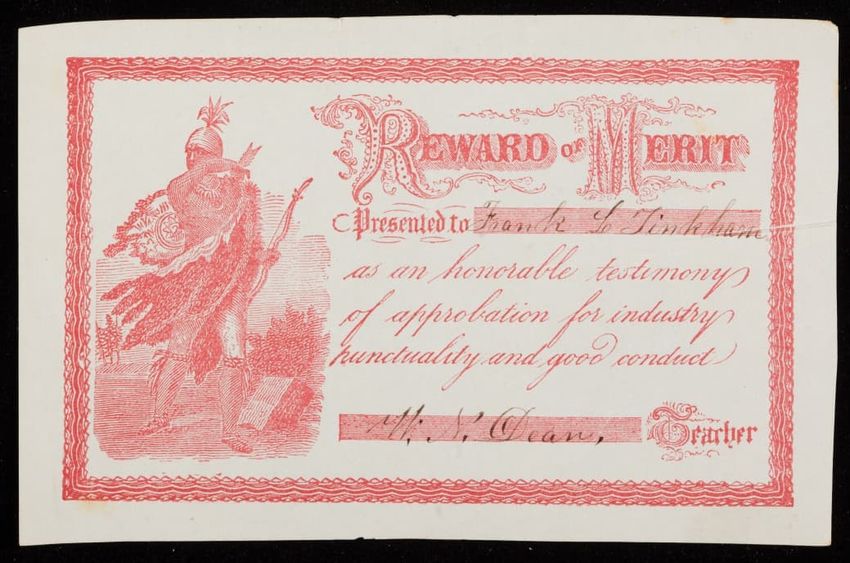 REWARD OF MERIT
Presented to Frank L Tinkham
as an honorable testimony
of approbation for industry
punctuality and good conduct
W. N. Dean, Teacher